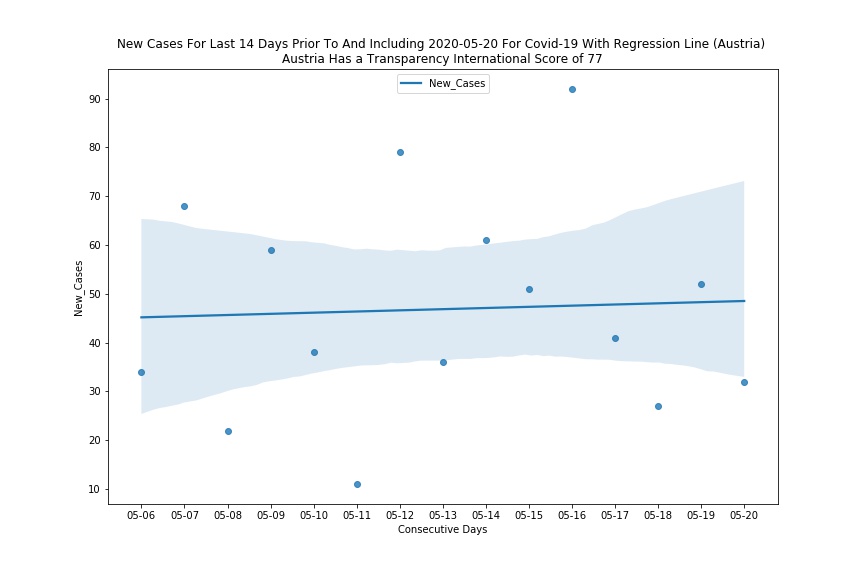 New Cases For Last 14 Days Prior To And Including 2020-05-20 For Covid-19 With Regression Line (Austria)
Austria Has a Transparency International Score of 77
New_Cases
90
80
70
60
50
40
30
20
10
New_Cases
05-06 05-07 05-08 05-09 05-10 05-11 05-12 05-13 05-14 05-15 05-16 05-17 05-18 05-19 05-20
Consecutive Days